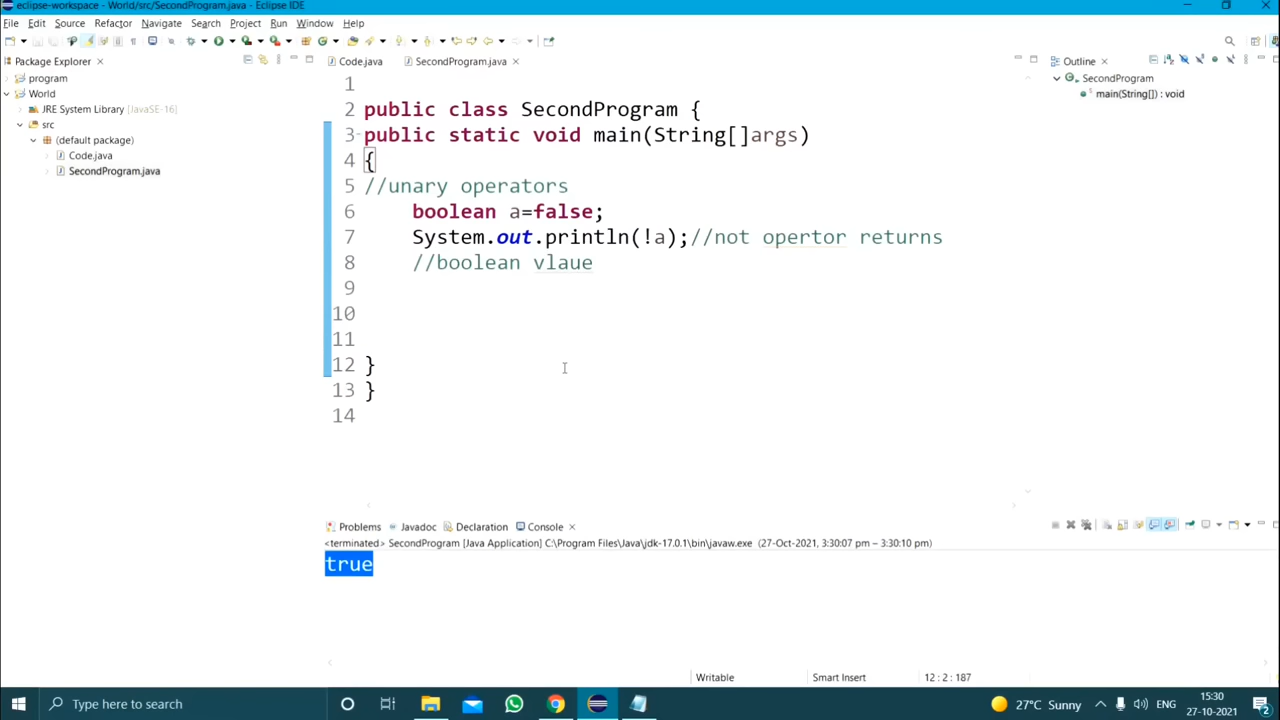 eclipse-workspace - World/src/SecondProgram.java - Eclipse IDE
File Edit Source Refactor Navigate Search Project Run Window Help
Package Explorer
Code.java
SecondProgram.java
Outline
program
World
JRE System Library [JavaSE-16]
src
(default package)
Code.java
SecondProgram.java
1
2 public class SecondProgram {
3 public static void main(String[]args)
4 {
5 //unary operators
6 boolean a=false;
7 System.out.println(!a);//not opertor returns
8 //boolean vlaue
9
10
11
12 }
13 }
14
SecondProgram
main(String[]) : void
Problems Javadoc Declaration Console
<terminated> SecondProgram [Java Application] C:\Program Files\Java\jdk-17.0.1\bin\javaw.exe (27-Oct-2021, 3:30:07 pm – 3:30:10 pm)
true
Writable Smart Insert 12 : 2 : 187
Type here to search
27°C Sunny
ENG
15:30
27-10-2021
2